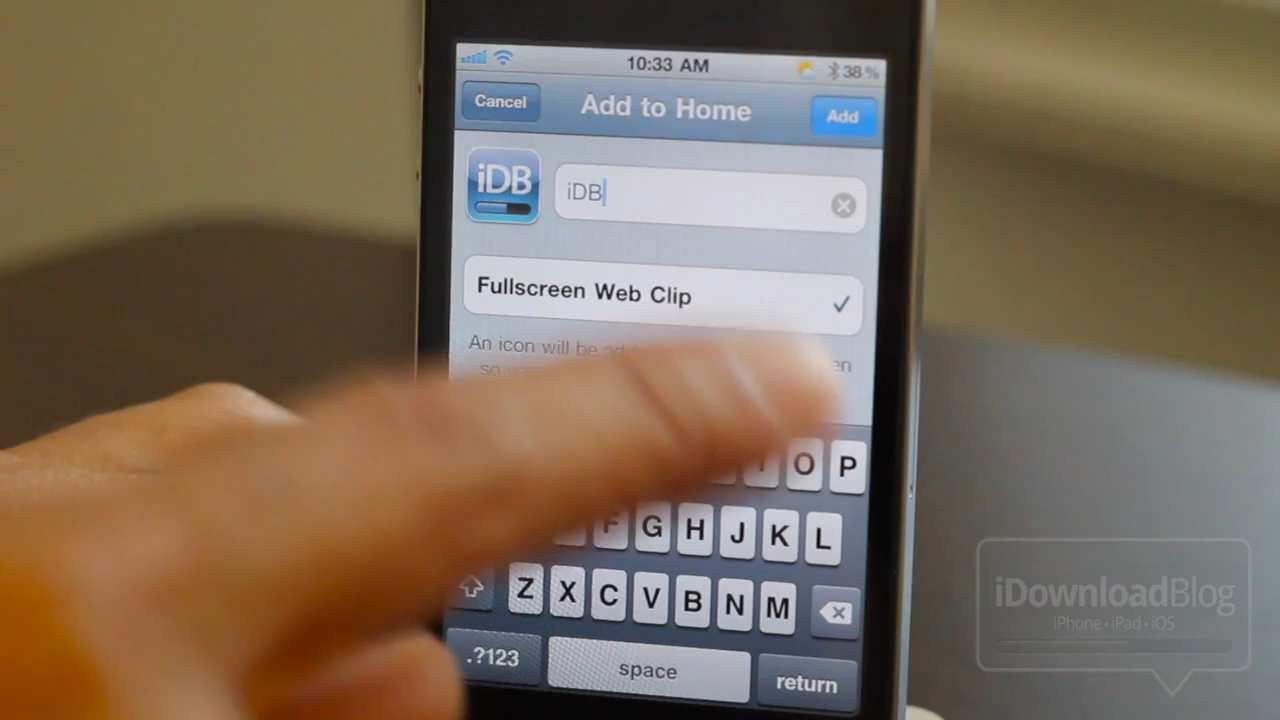 10:33 AM 38%
Cancel Add to Home Add
iDB iDB
Fullscreen Web Clip
An icon will be
en
O P
F G H J K L
Z X C V B N M
.?123 space return
iDownloadBlog
iPhone • iPad • iOS